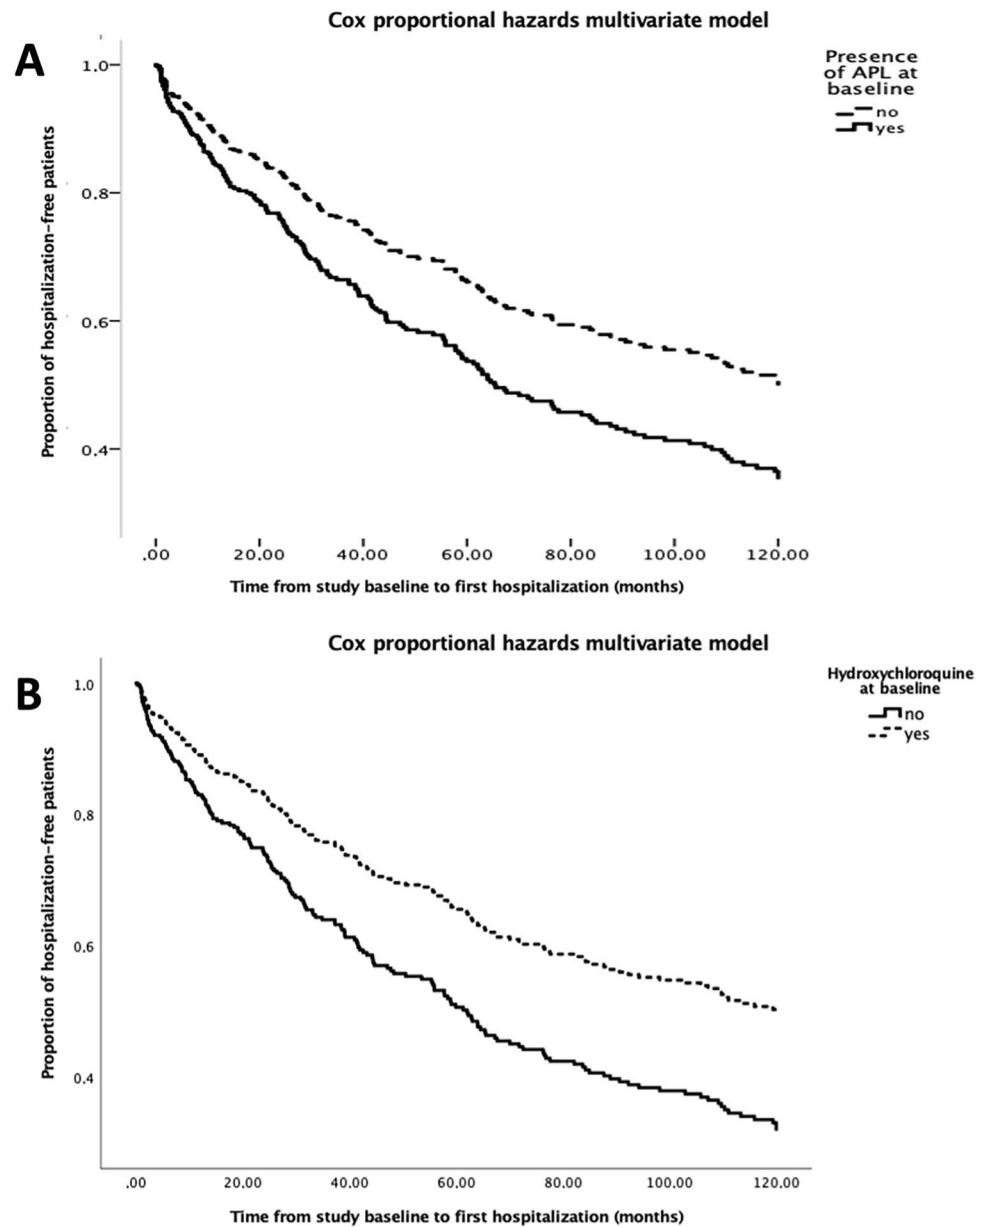 Cox proportional hazards multivariate model
A
Presence
of APL at
baseline
no
yes
Proportion of hospitalization-free patients
1.0
0.8
0.6
0.4
.00 20.00 40.00 60.00 80.00 100.00 120.00
Time from study baseline to first hospitalization (months)
Cox proportional hazards multivariate model
B
Hydroxychloroquine
at baseline
no
yes
Proportion of hospitalization-free patients
1.0
0.8
0.6
0.4
.00 20.00 40.00 60.00 80.00 100.00 120.00
Time from study baseline to first hospitalization (months)